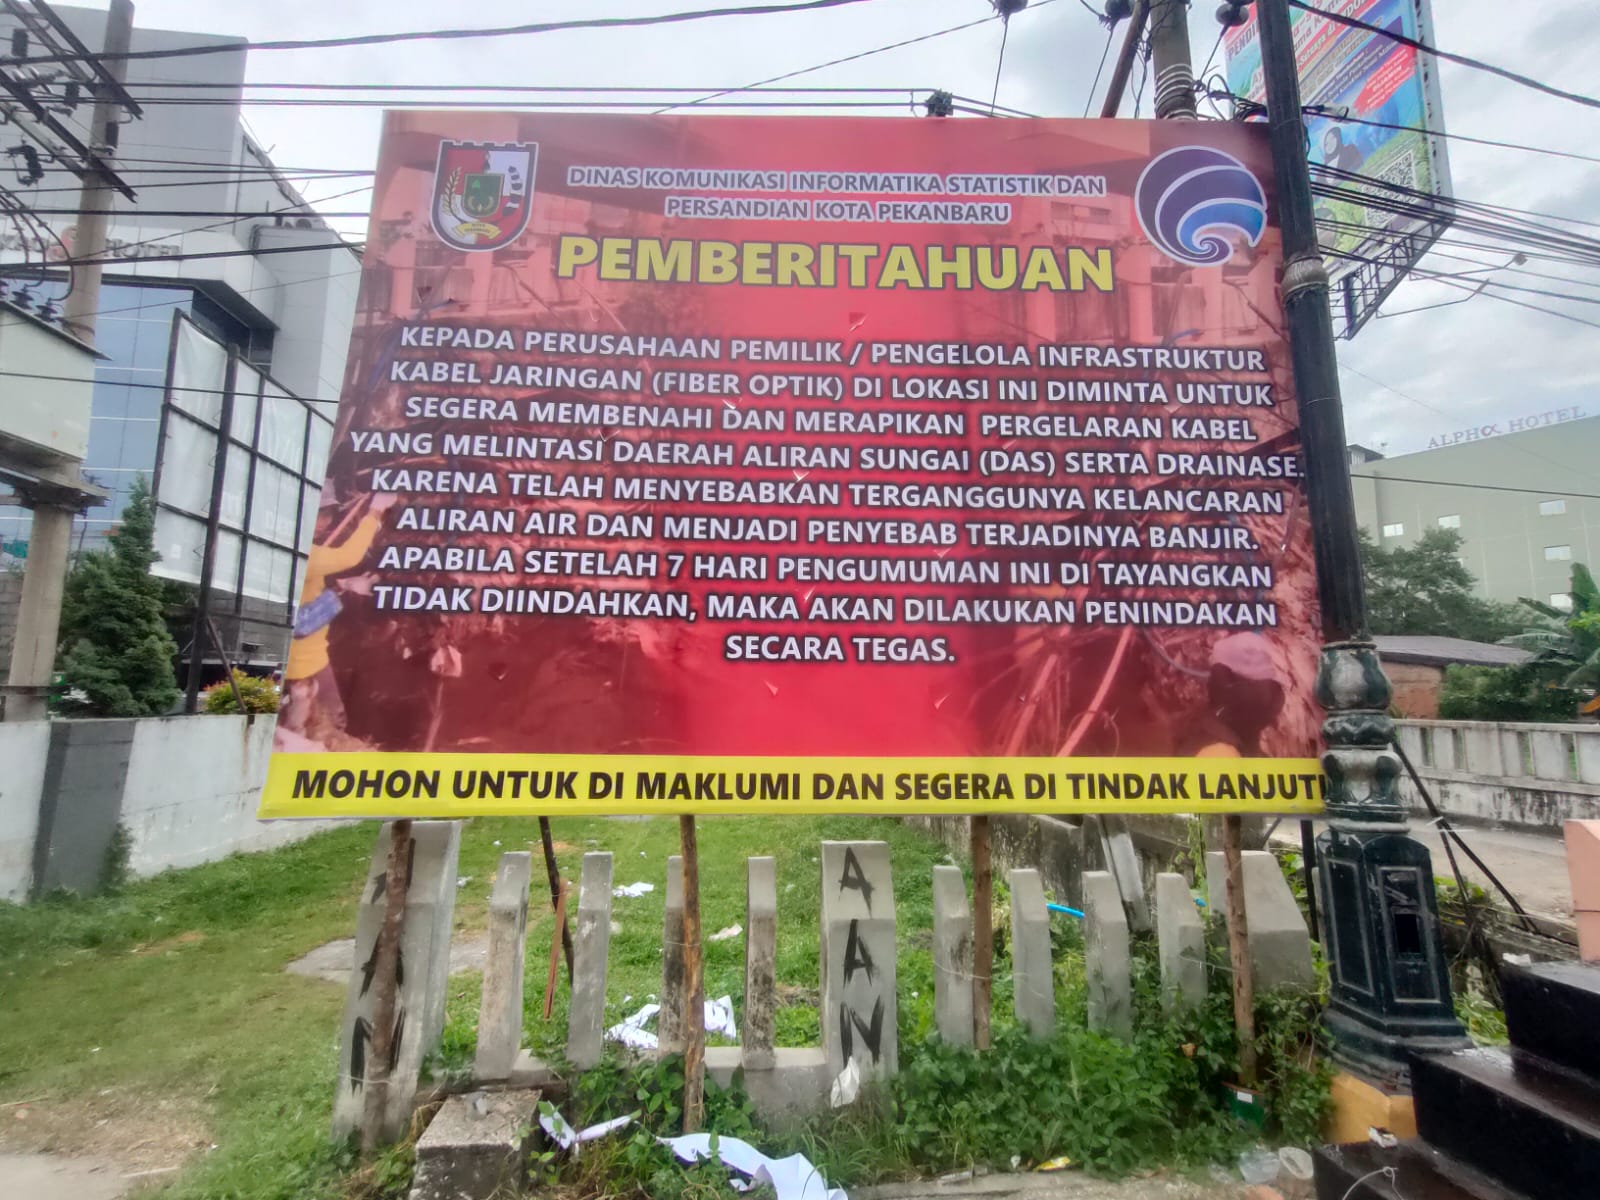 DINAS KOMUNIKASI INFORMATIKA STATISTIK DAN
PERSANDIAN KOTA PEKANBARU
PEMBERITAHUAN
KEPADA PERUSAHAAN PEMILIK / PENGELOLA INFRASTRUKTUR
KABEL JARINGAN (FIBER OPTIK) DI LOKASI INI DIMINTA UNTUK
SEGERA MEMBENAHI DAN MERAPIKAN PERGELARAN KABEL
YANG MELINTASI DAERAH ALIRAN SUNGAI (DAS) SERTA DRAINASE.
KARENA TELAH MENYEBABKAN TERGANGGUNYA KELANCARAN
ALIRAN AIR DAN MENJADI PENYEBAB TERJADINYA BANJIR.
APABILA SETELAH 7 HARI PENGUMUMAN INI DI TAYANGKAN
TIDAK DIINDAHKAN, MAKA AKAN DILAKUKAN PENINDAKAN
SECARA TEGAS.
MOHON UNTUK DI MAKLUMI DAN SEGERA DI TINDAK LANJUTI
ALPHA HOTEL
HOTEL